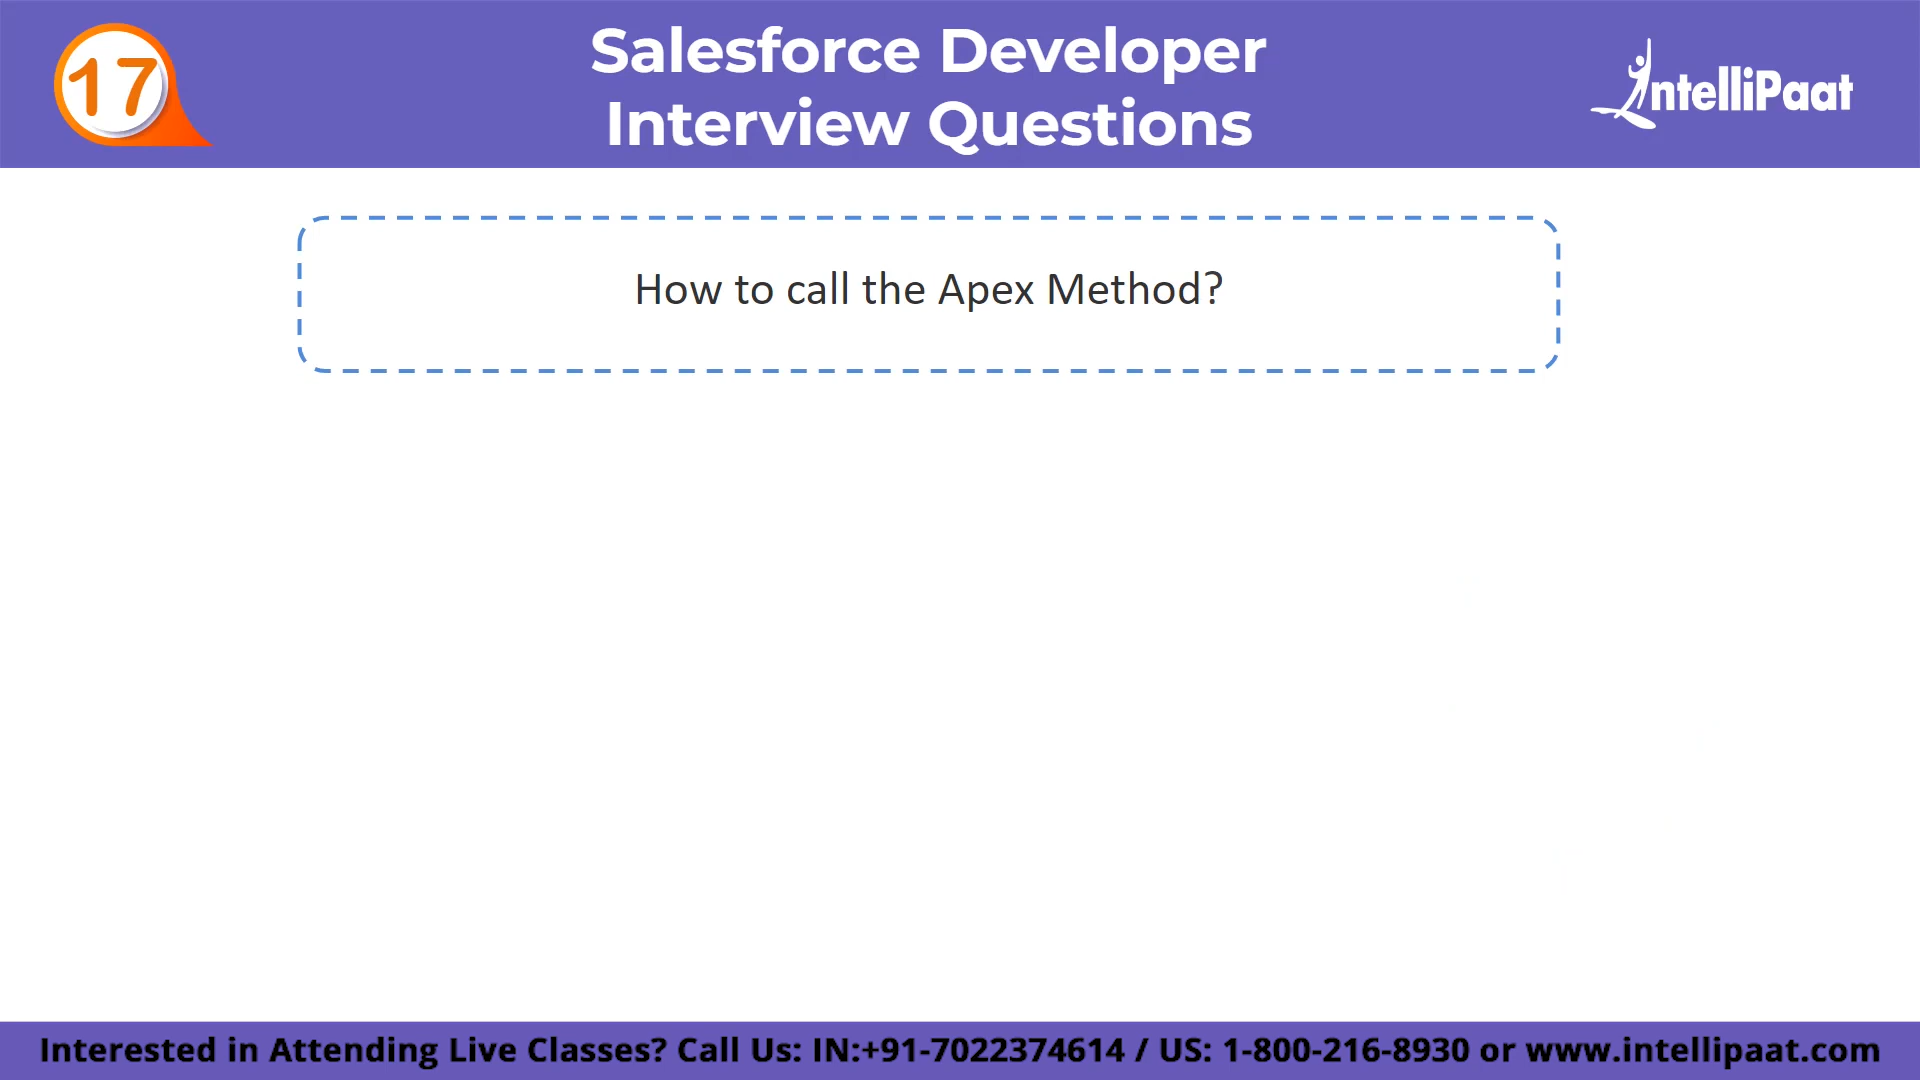 17
Salesforce Developer
Interview Questions
IntelliPaat
How to call the Apex Method?
Interested in Attending Live Classes? Call Us: IN:+91-7022374614 / US: 1-800-216-8930 or www.intellipaat.com